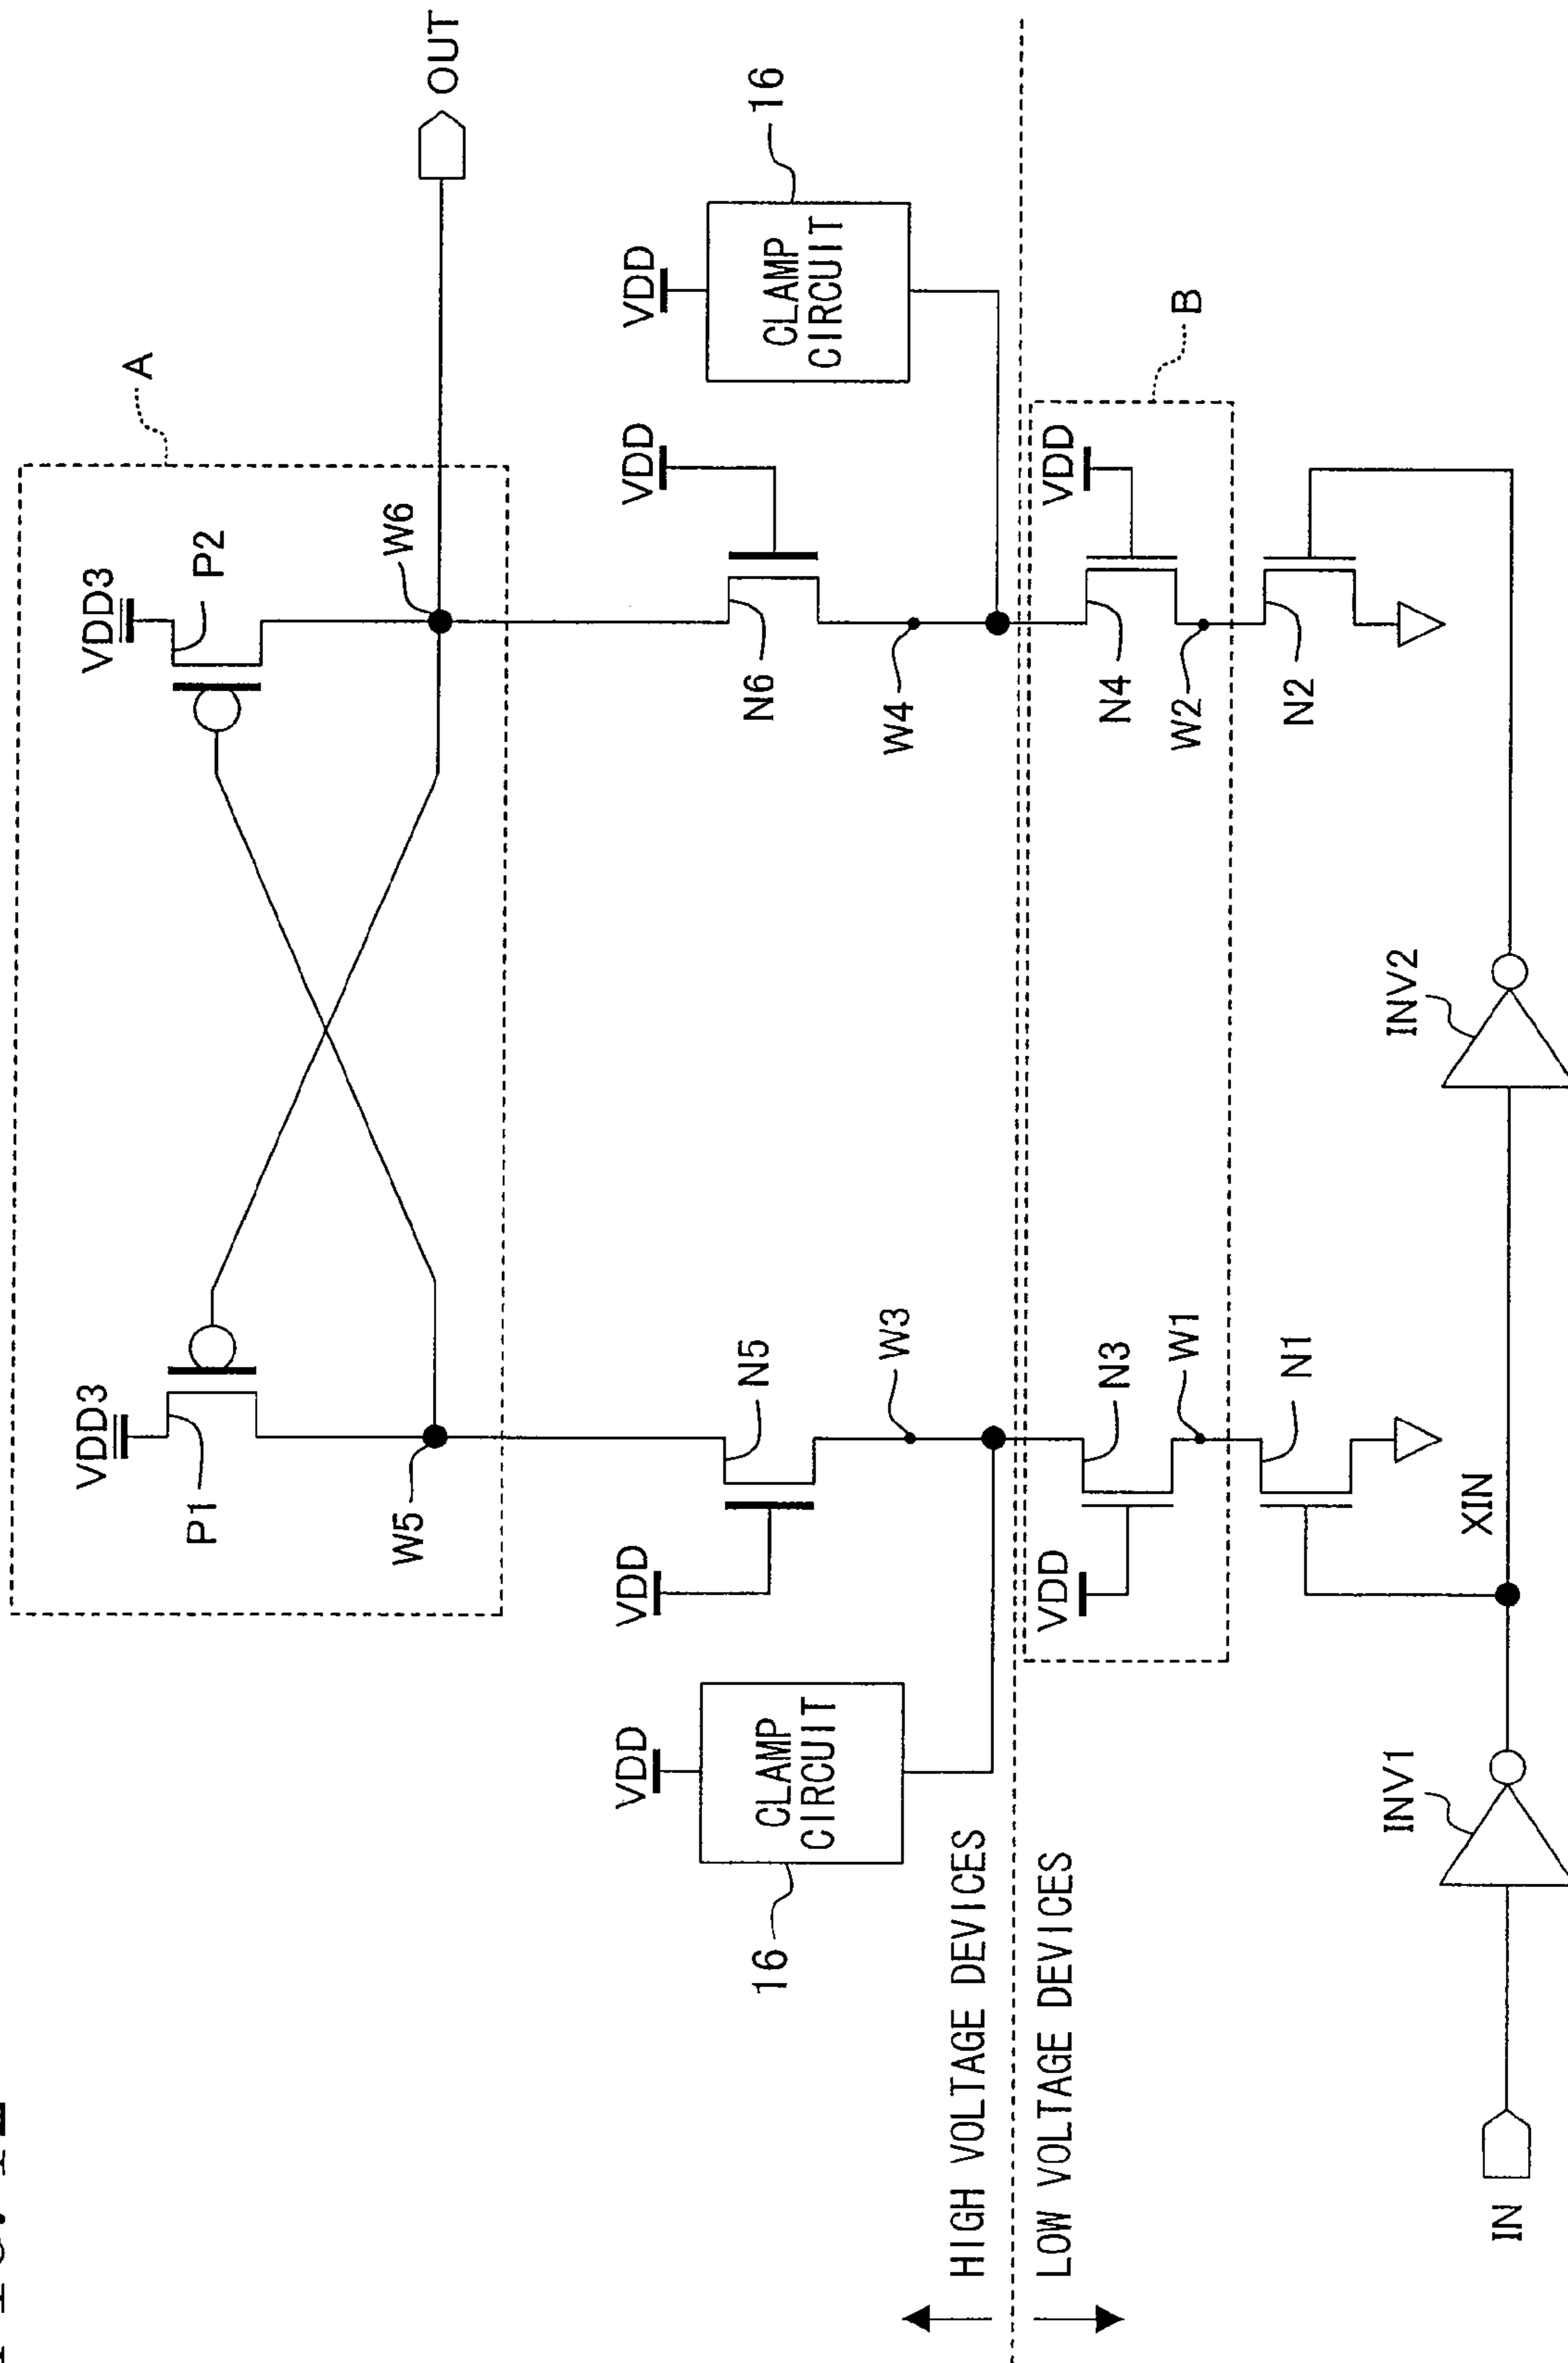 A
VDD3
P1
W5
VDD3
P2
W6
OUT
VDD
CLAMP
CIRCUIT
16
VDD
N5
W3
VDD
N6
W4
VDD
CLAMP
CIRCUIT
16
HIGH VOLTAGE DEVICES
LOW VOLTAGE DEVICES
B
VDD
N3
W1
N1
VDD
N4
W2
N2
IN
INV1
XIN
INV2